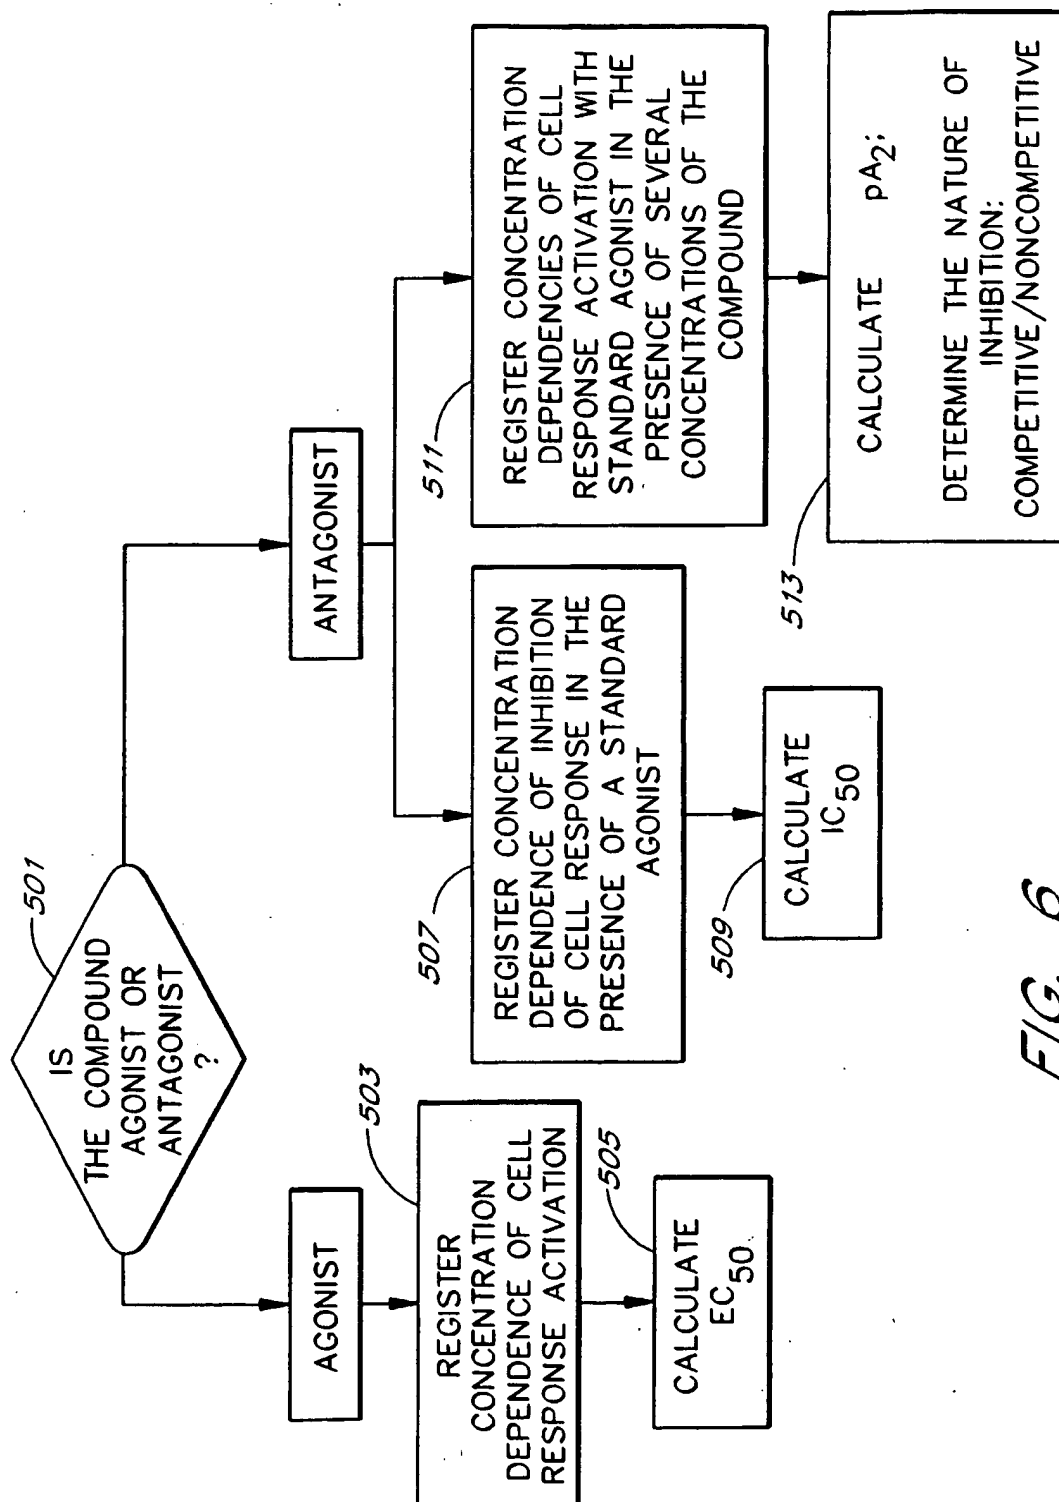 IS
THE COMPOUND
AGONIST OR
ANTAGONIST
?
501
AGONIST
REGISTER
CONCENTRATION
DEPENDENCE OF CELL
RESPONSE ACTIVATION
503
CALCULATE
EC50
505
ANTAGONIST
REGISTER CONCENTRATION
DEPENDENCE OF INHIBITION
OF CELL RESPONSE IN THE
PRESENCE OF A STANDARD
AGONIST
507
CALCULATE
IC50
509
REGISTER CONCENTRATION
DEPENDENCIES OF CELL
RESPONSE ACTIVATION WITH
STANDARD AGONIST IN THE
PRESENCE OF SEVERAL
CONCENTRATIONS OF THE
COMPOUND
511
CALCULATE pA2;
DETERMINE THE NATURE OF
INHIBITION:
COMPETITIVE/NONCOMPETITIVE
513
FIG. 6